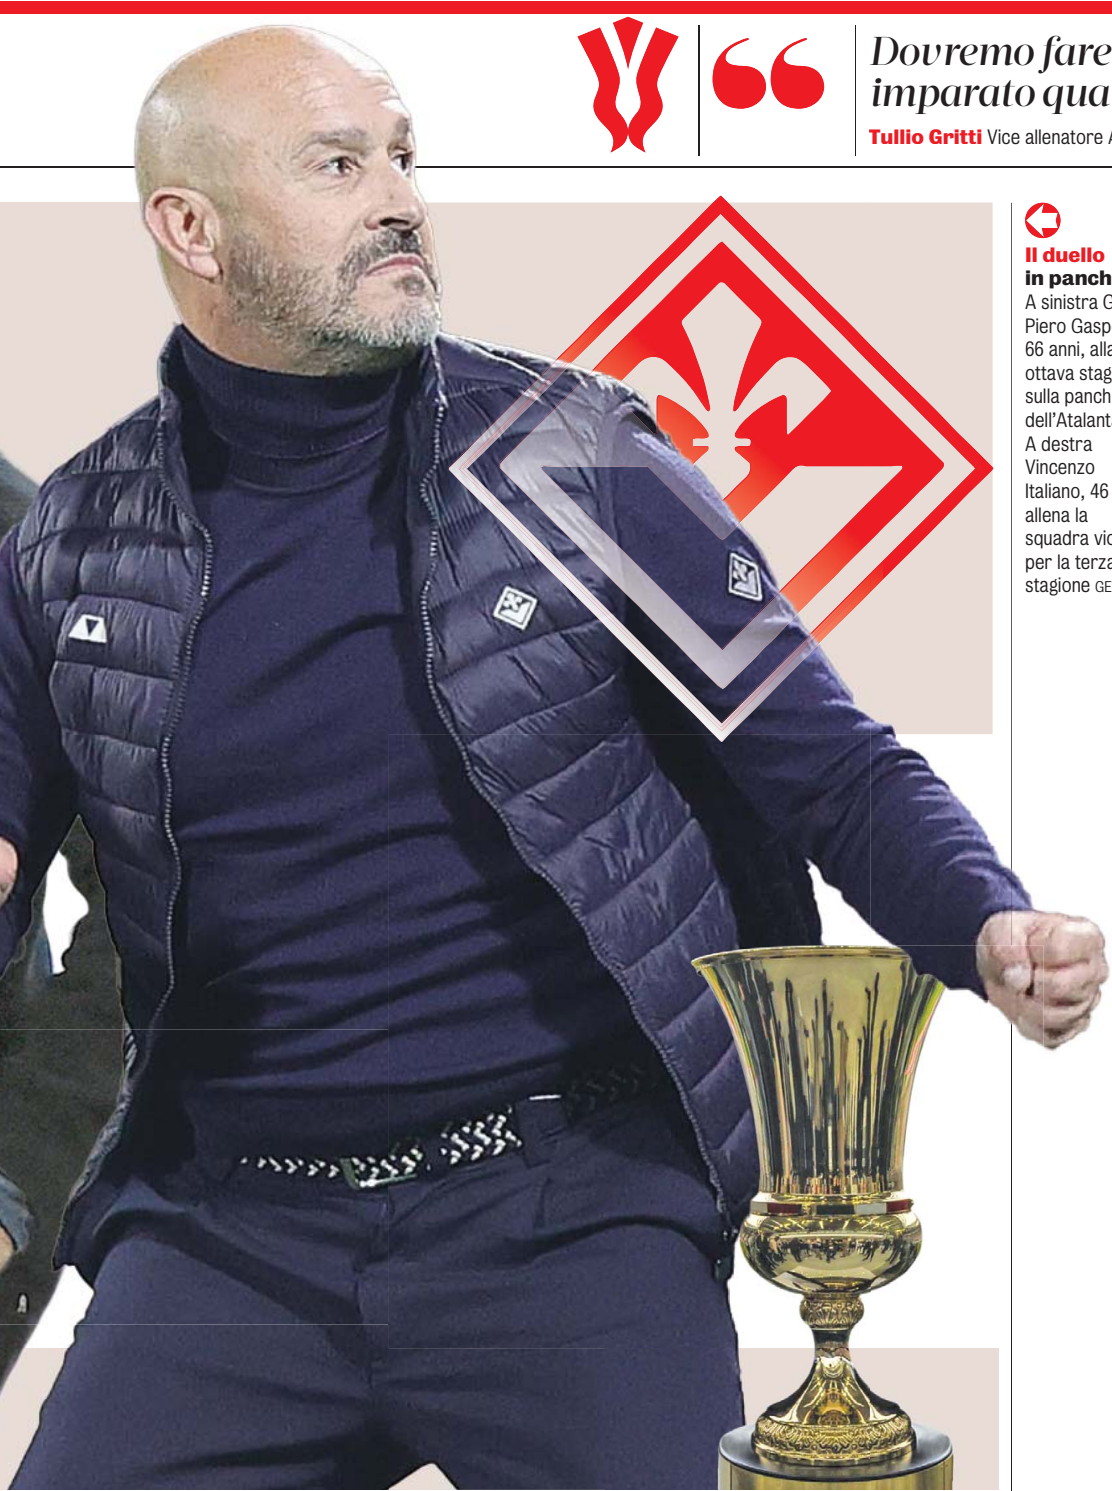 Dovremo fare
imparato qua
Tullio Gritti Vice allenatore A
Il duello
in panch
A sinistra G
Piero Gasp
66 anni, alla
ottava stag
sulla panch
dell'Atalanta
A destra
Vincenzo
Italiano, 46
allena la
squadra vio
per la terza
stagione GE